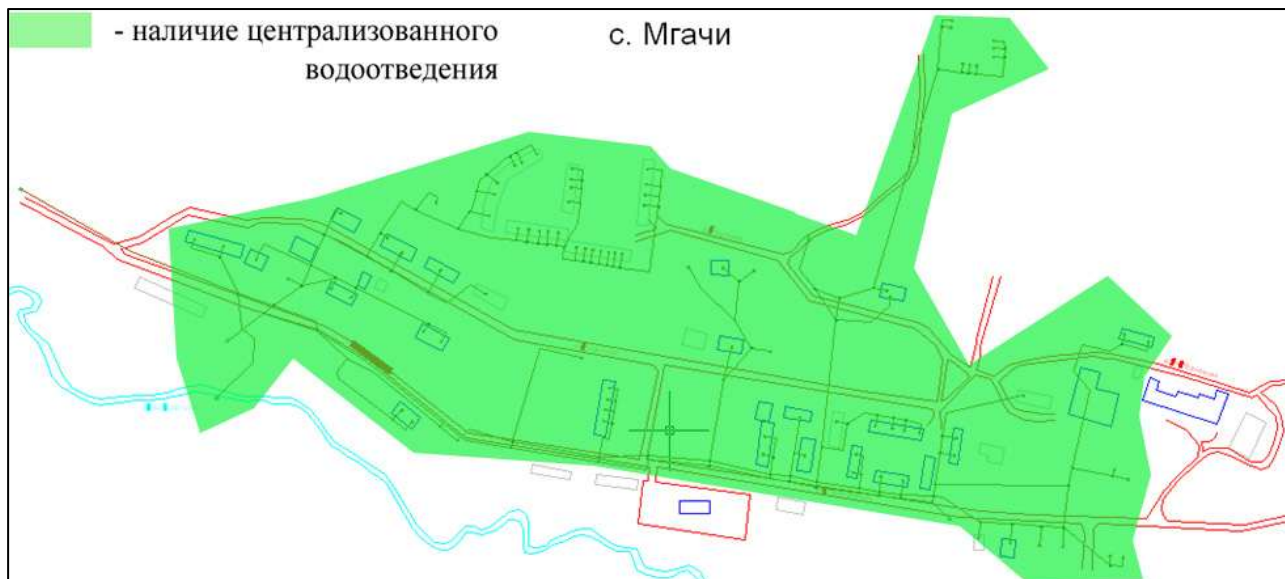 - наличие централизованного
водоотведения
с. Мгачи